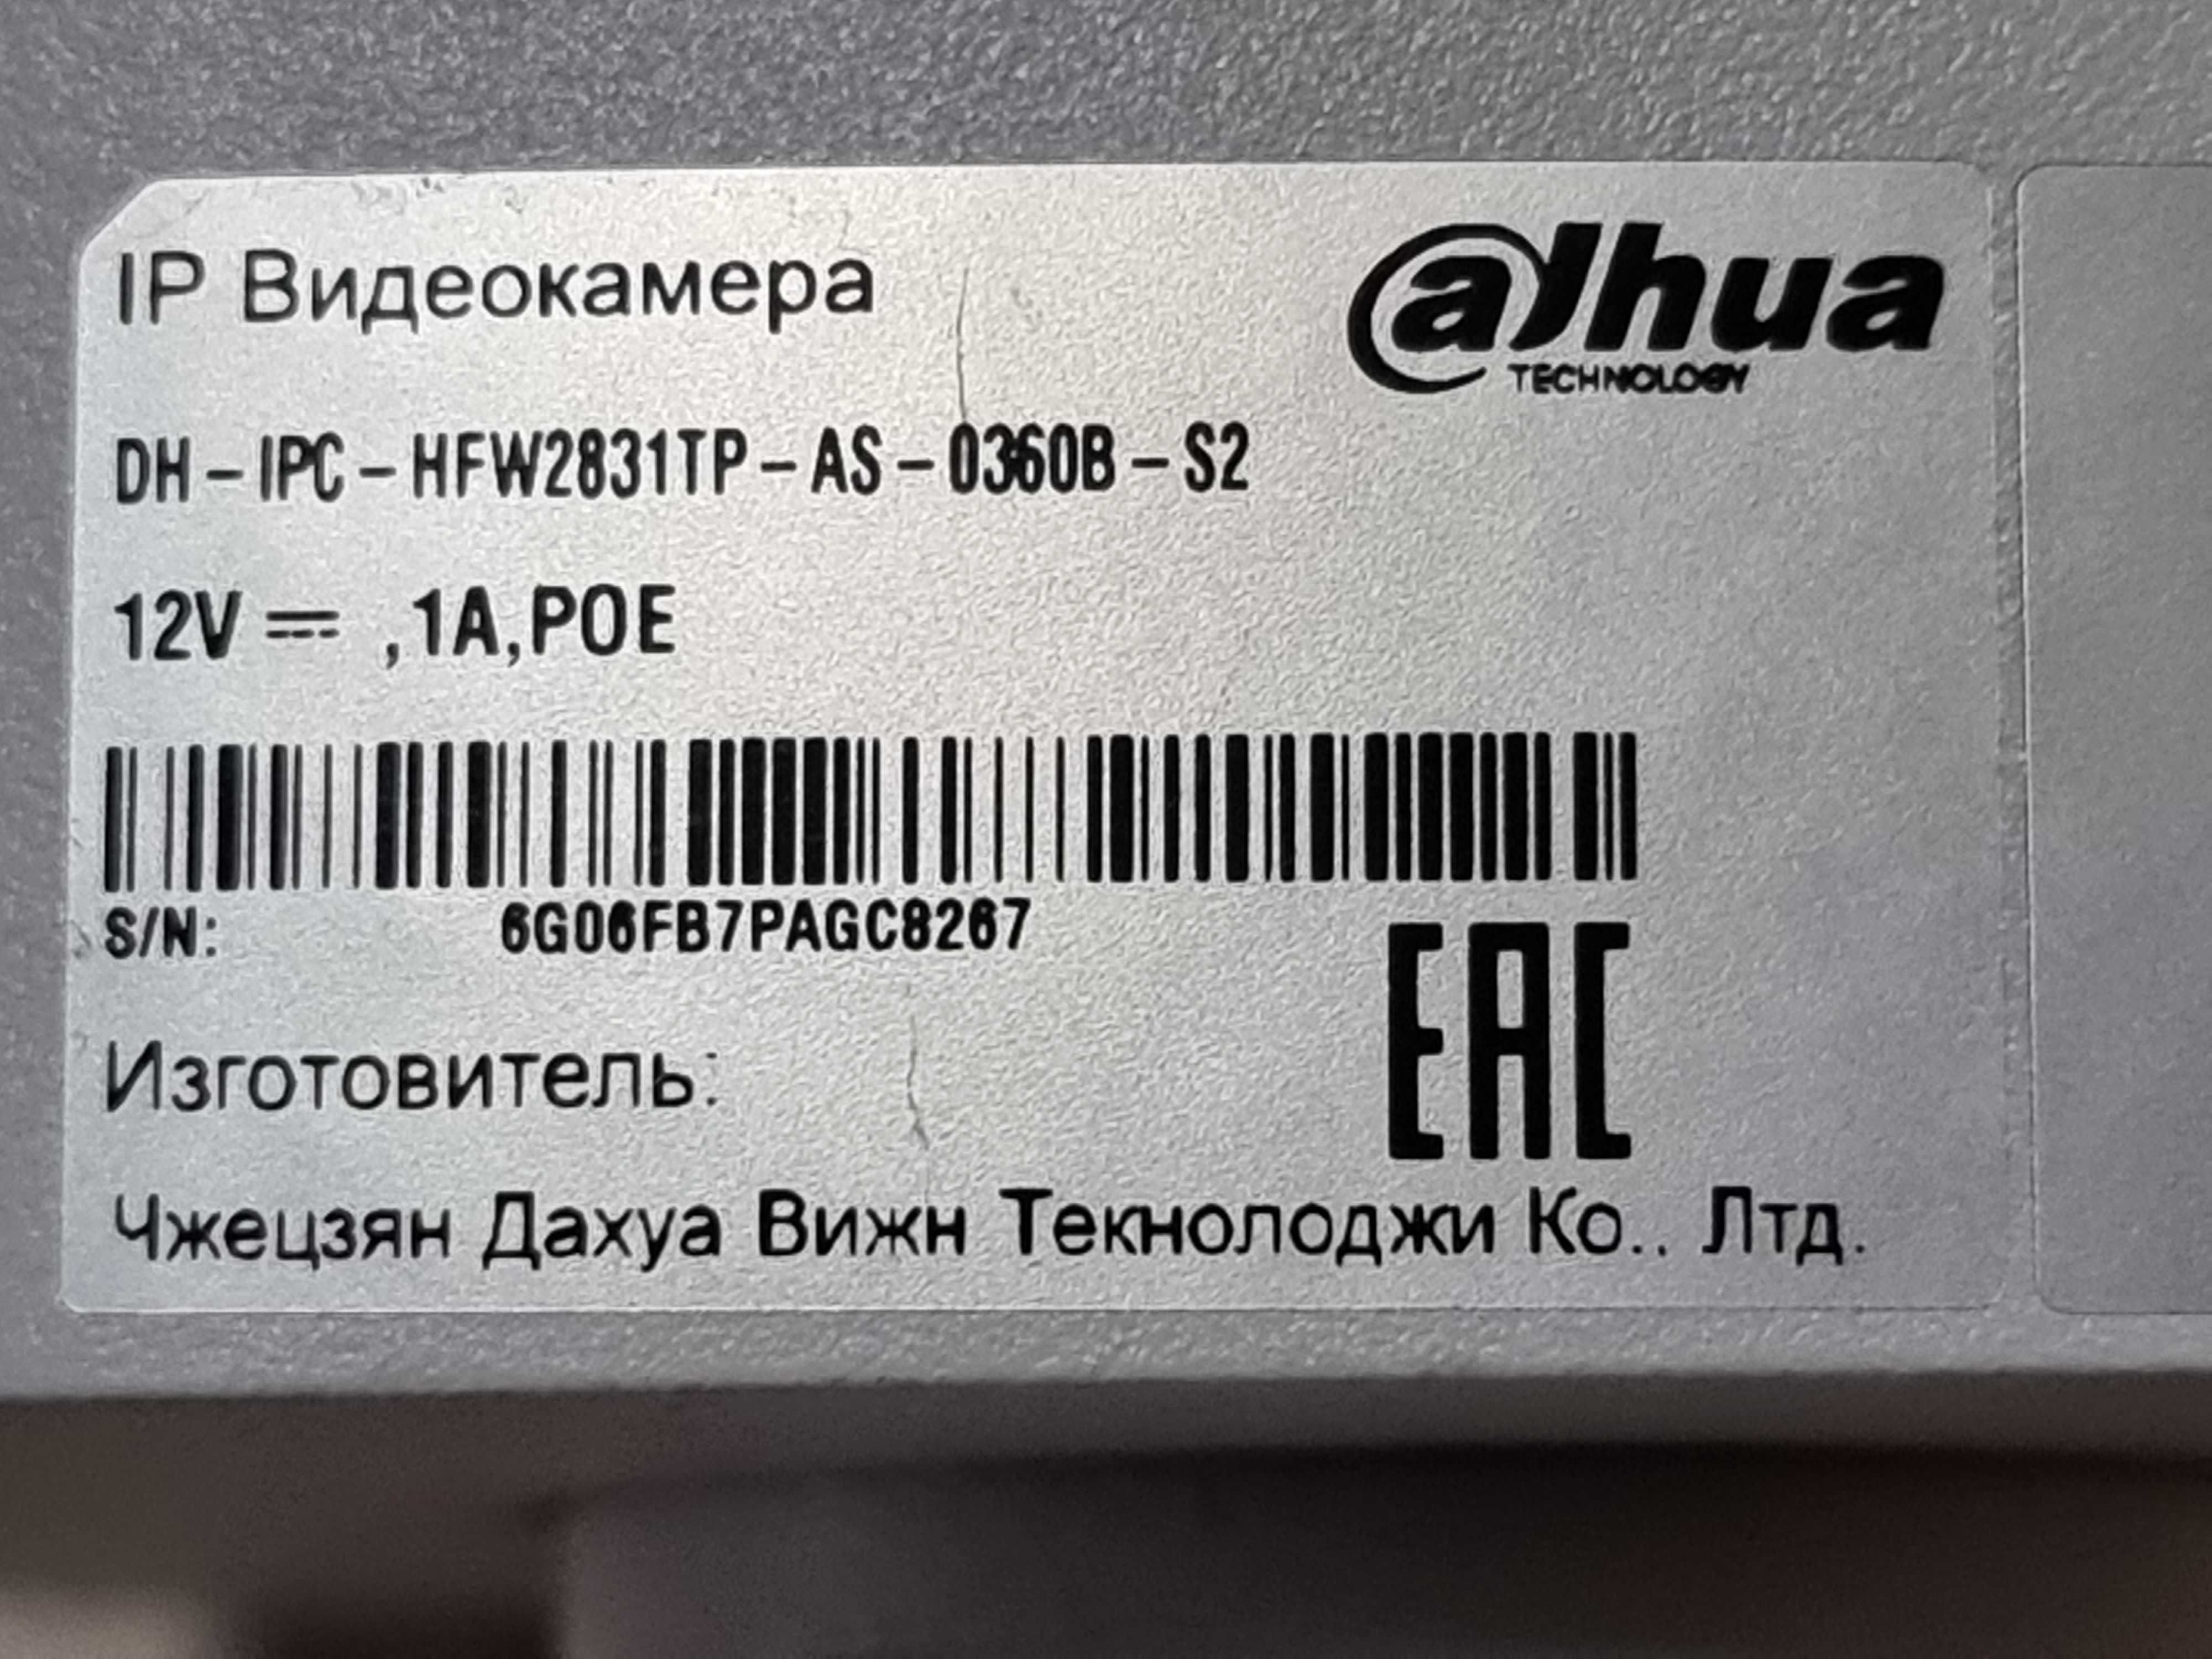 IP Видеокамера
alhua
TECHNOLOGY
DH-IPC-HFW2831TP-AS-0360B-S2
12V ⎓ ,1A,POE
S/N: 6G06FB7PAGC8267
EAC
Изготовитель:
Чжецзян Дахуа Вижн Текнолоджи Ко.. Лтд.